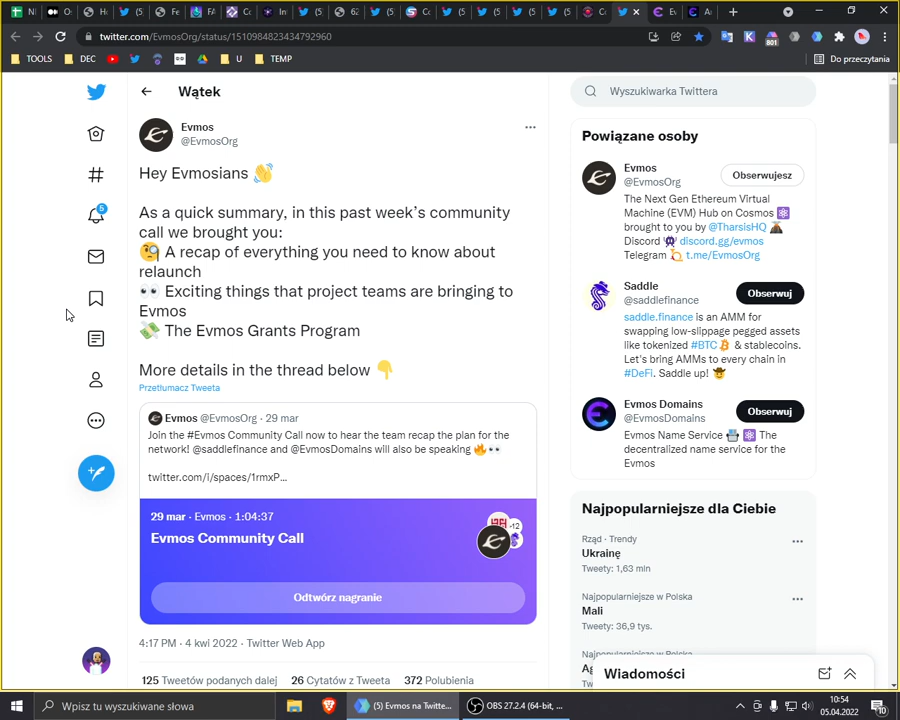 twitter.com/EvmosOrg/status/1510984823434792960
801
TOOLS
DEC
U
TEMP
Do przeczytania
Wątek
Wyszukiwarka Twittera
Evmos
@EvmosOrg
Hey Evmosians 👋
As a quick summary, in this past week's community
call we brought you:
🧐 A recap of everything you need to know about
relaunch
👀 Exciting things that project teams are bringing to
Evmos
💸 The Evmos Grants Program
More details in the thread below 👇
Przetłumacz Tweeta
Evmos @EvmosOrg · 29 mar
Join the #Evmos Community Call now to hear the team recap the plan for the
network! @saddlefinance and @EvmosDomains will also be speaking 🔥👀
twitter.com/i/spaces/1rmxP...
29 mar · Evmos · 1:04:37
Evmos Community Call
+12
Odtwórz nagranie
4:17 PM · 4 kwi 2022 · Twitter Web App
125 Tweetów podanych dalej 26 Cytatów z Tweeta 372 Polubienia
5
Powiązane osoby
Evmos
@EvmosOrg
Obserwujesz
The Next Gen Ethereum Virtual
Machine (EVM) Hub on Cosmos ⚛
brought to you by @TharsisHQ 🌋
Discord 👾 discord.gg/evmos
Telegram 💫 t.me/EvmosOrg
Saddle
@saddlefinance
Obserwuj
saddle.finance is an AMM for
swapping low-slippage pegged assets
like tokenized #BTC & stablecoins.
Let's bring AMMs to every chain in
#DeFi. Saddle up! 🤠
Evmos Domains
@EvmosDomains
Obserwuj
Evmos Name Service 📇 ⚛ The
decentralized name service for the
Evmos
Najpopularniejsze dla Ciebie
Rząd · Trendy
Ukrainę
Tweety: 1,63 mln
Najpopularniejsze w Polska
Mali
Tweety: 36,9 tys.
Wiadomości
Wpisz tu wyszukiwane słowa
(5) Evmos na Twitte...
OBS 27.2.4 (64-bit, ...
10:54
05.04.2022
10